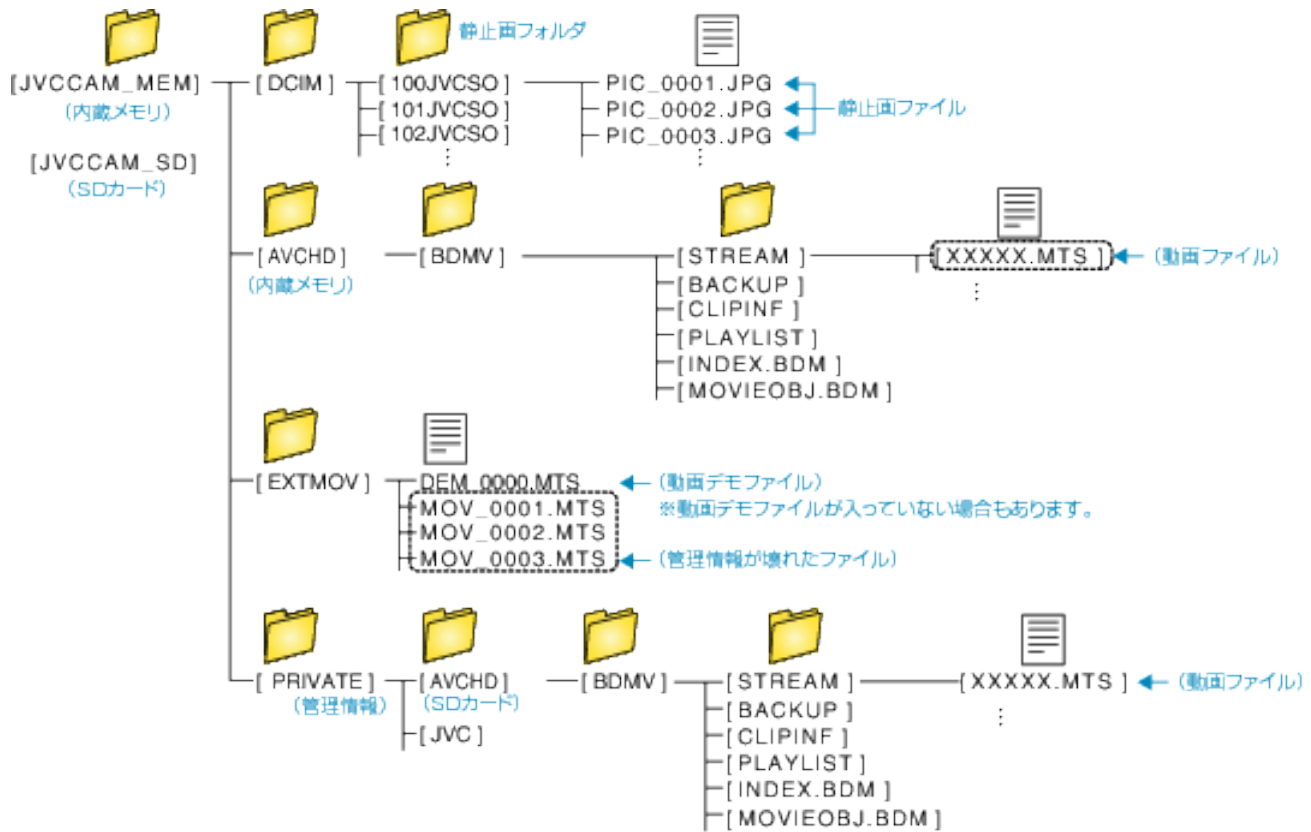 静止画フォルダ
[JVCCAM_MEM]
(内蔵メモリ)
[JVCCAM_SD]
(SDカード)
[DCIM]
[100JVCSO]
[101JVCSO]
[102JVCSO]
⋮
PIC_0001.JPG
PIC_0002.JPG
PIC_0003.JPG
⋮
静止画ファイル
[AVCHD]
(内蔵メモリ)
[BDMV]
[STREAM]
[BACKUP]
[CLIPINF]
[PLAYLIST]
[INDEX.BDM]
[MOVIEOBJ.BDM]
[XXXXX.MTS]
⋮
(動画ファイル)
[EXTMOV]
DEM_0000.MTS
(動画デモファイル)
※動画デモファイルが入っていない場合もあります。
MOV_0001.MTS
MOV_0002.MTS
MOV_0003.MTS
(管理情報が壊れたファイル)
[PRIVATE]
(管理情報)
[AVCHD]
(SDカード)
[JVC]
[BDMV]
[STREAM]
[BACKUP]
[CLIPINF]
[PLAYLIST]
[INDEX.BDM]
[MOVIEOBJ.BDM]
[XXXXX.MTS]
⋮
(動画ファイル)